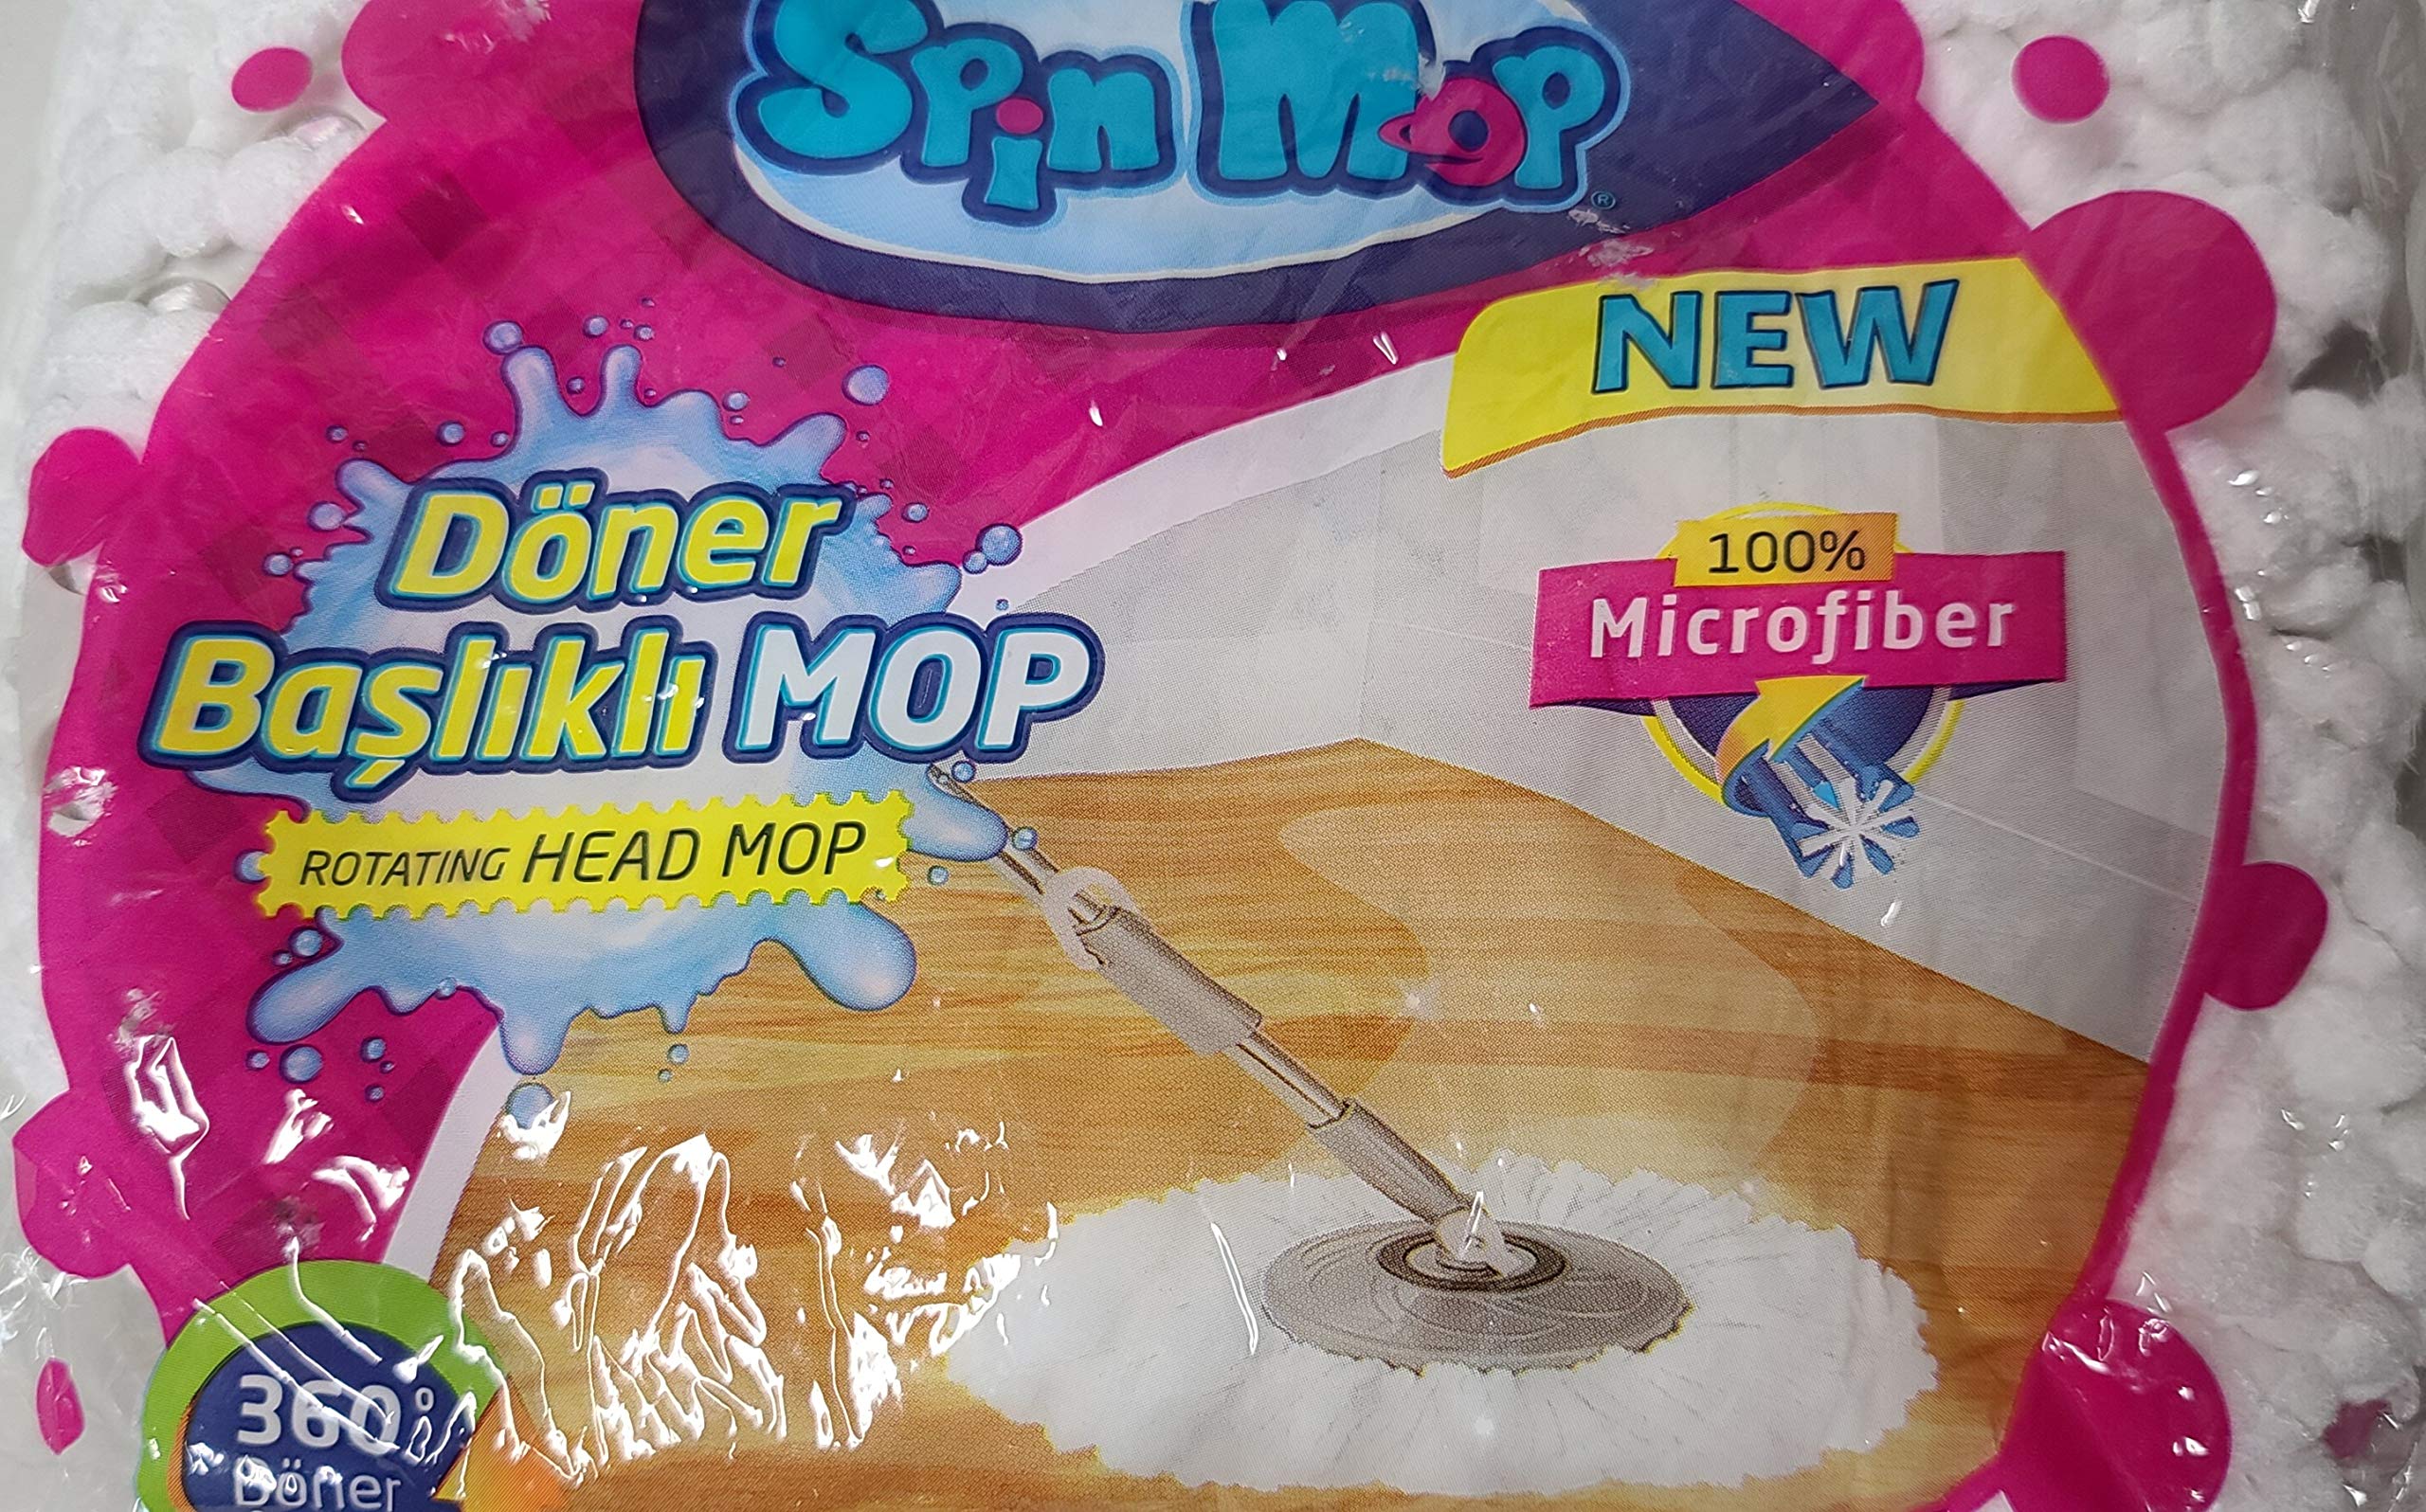 Spin Mop®
NEW
Döner
Başlıklı MOP
ROTATING HEAD MOP
100%
Microfiber
360°
Döner